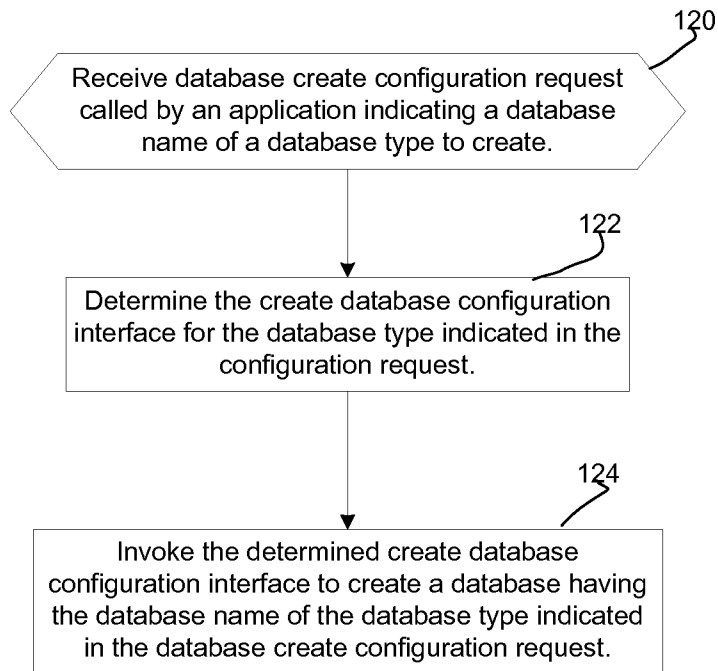 120
Receive database create configuration request
called by an application indicating a database
name of a database type to create.
122
Determine the create database configuration
interface for the database type indicated in the
configuration request.
124
Invoke the determined create database
configuration interface to create a database having
the database name of the database type indicated
in the database create configuration request.